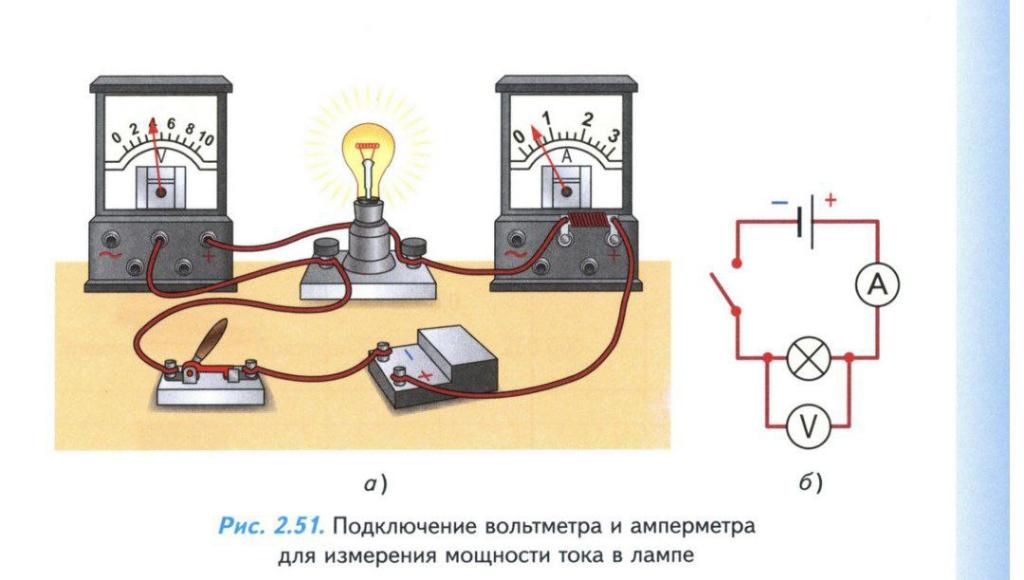 0 2 4 6 8 10
V
0 1 2 3
A
~ +
~ +
− +
− +
A
V
а) б)
Рис. 2.51. Подключение вольтметра и амперметра
для измерения мощности тока в лампе